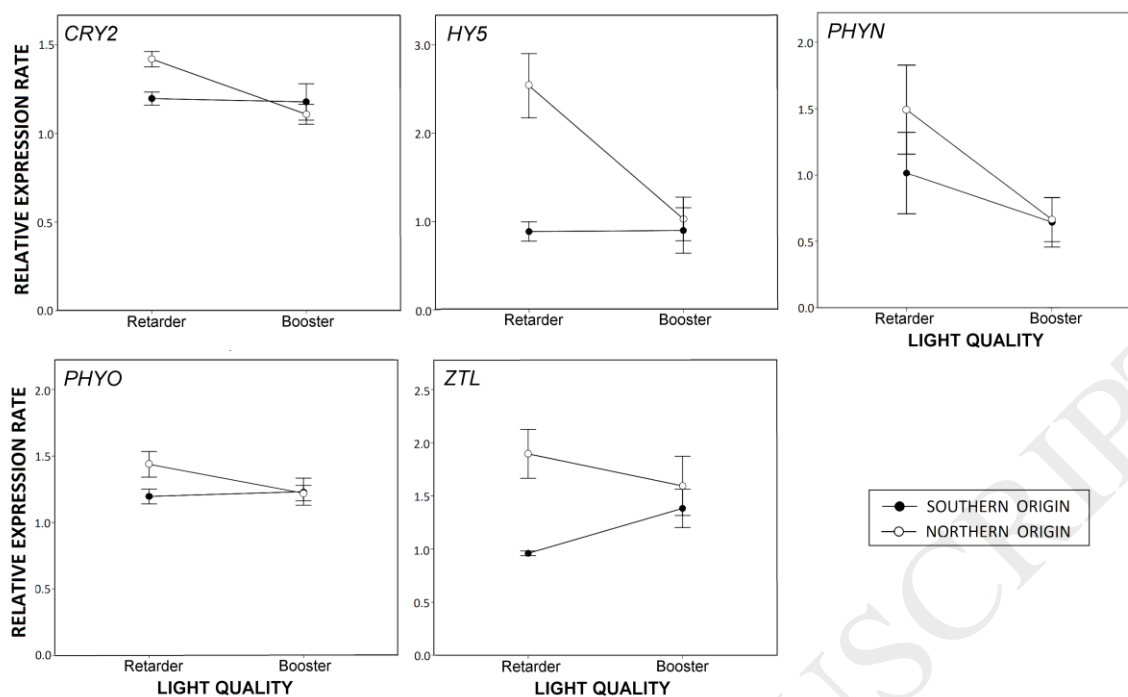 CRY2
HY5
PHYN
RELATIVE EXPRESSION RATE
1.5
1.0
0.5
0.0
Retarder
Booster
3.0
2.0
1.0
0.0
Retarder
Booster
2.0
1.5
1.0
0.5
0.0
Retarder
Booster
LIGHT QUALITY
PHYO
ZTL
RELATIVE EXPRESSION RATE
2.0
1.5
1.0
0.5
0.0
Retarder
Booster
LIGHT QUALITY
2.5
2.0
1.5
1.0
0.5
0.0
Retarder
Booster
LIGHT QUALITY
SOUTHERN ORIGIN
NORTHERN ORIGIN
USCRIPT